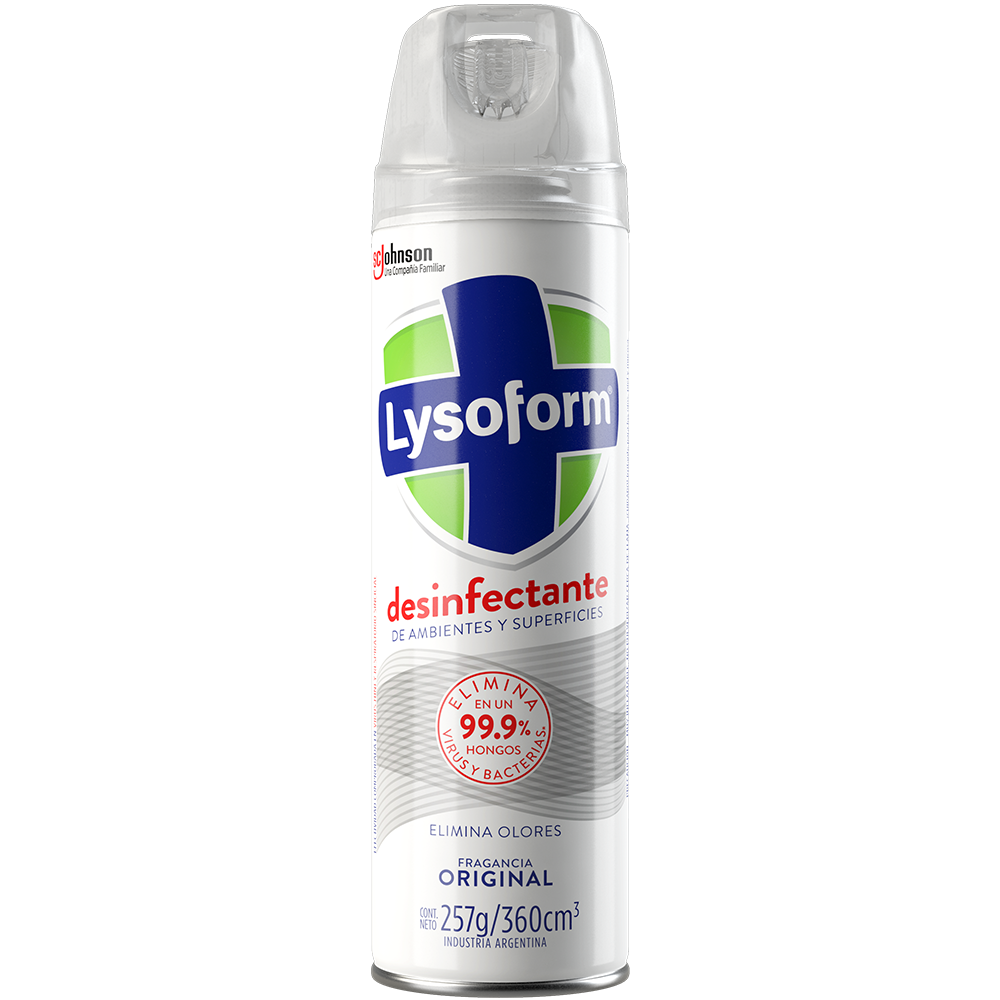 SCJohnson
Una Compañía Familiar
Lysoform®
desinfectante
DE AMBIENTES Y SUPERFICIES
ELIMINA
EN UN
99.9%
HONGOS
VIRUS Y BACTERIAS.
ELIMINA OLORES
FRAGANCIA
ORIGINAL
CONT. NETO 257g/360cm³
INDUSTRIA ARGENTINA